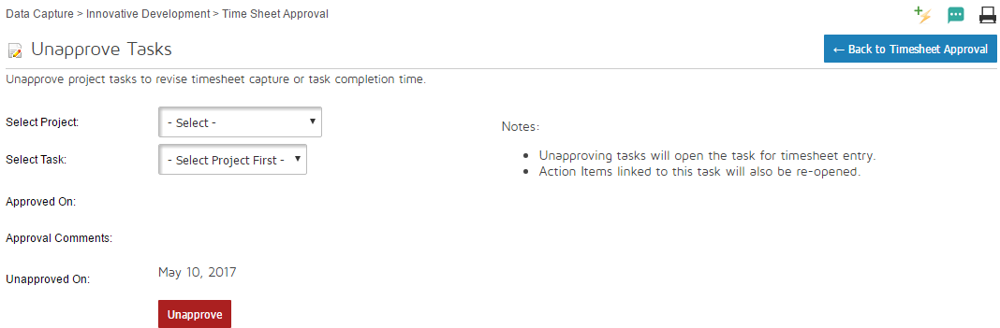 Data Capture > Innovative Development > Time Sheet Approval
Unapprove Tasks
← Back to Timesheet Approval
Unapprove project tasks to revise timesheet capture or task completion time.
Select Project:
- Select -
Select Task:
- Select Project First -
Approved On:
Approval Comments:
Unapproved On:
May 10, 2017
Unapprove
Notes:
• Unapproving tasks will open the task for timesheet entry.
• Action Items linked to this task will also be re-opened.